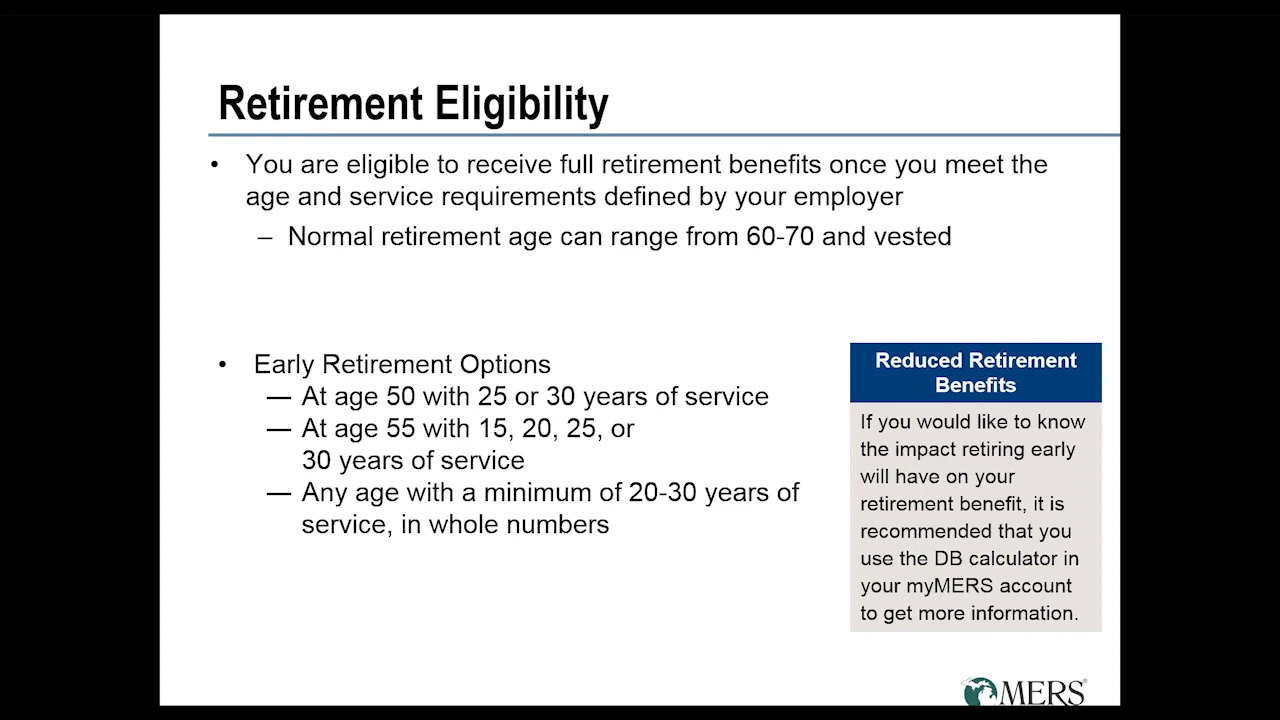 Retirement Eligibility
• You are eligible to receive full retirement benefits once you meet the
age and service requirements defined by your employer
– Normal retirement age can range from 60-70 and vested
• Early Retirement Options
— At age 50 with 25 or 30 years of service
— At age 55 with 15, 20, 25, or
30 years of service
— Any age with a minimum of 20-30 years of
service, in whole numbers
Reduced Retirement
Benefits
If you would like to know
the impact retiring early
will have on your
retirement benefit, it is
recommended that you
use the DB calculator in
your myMERS account
to get more information.
MERS®